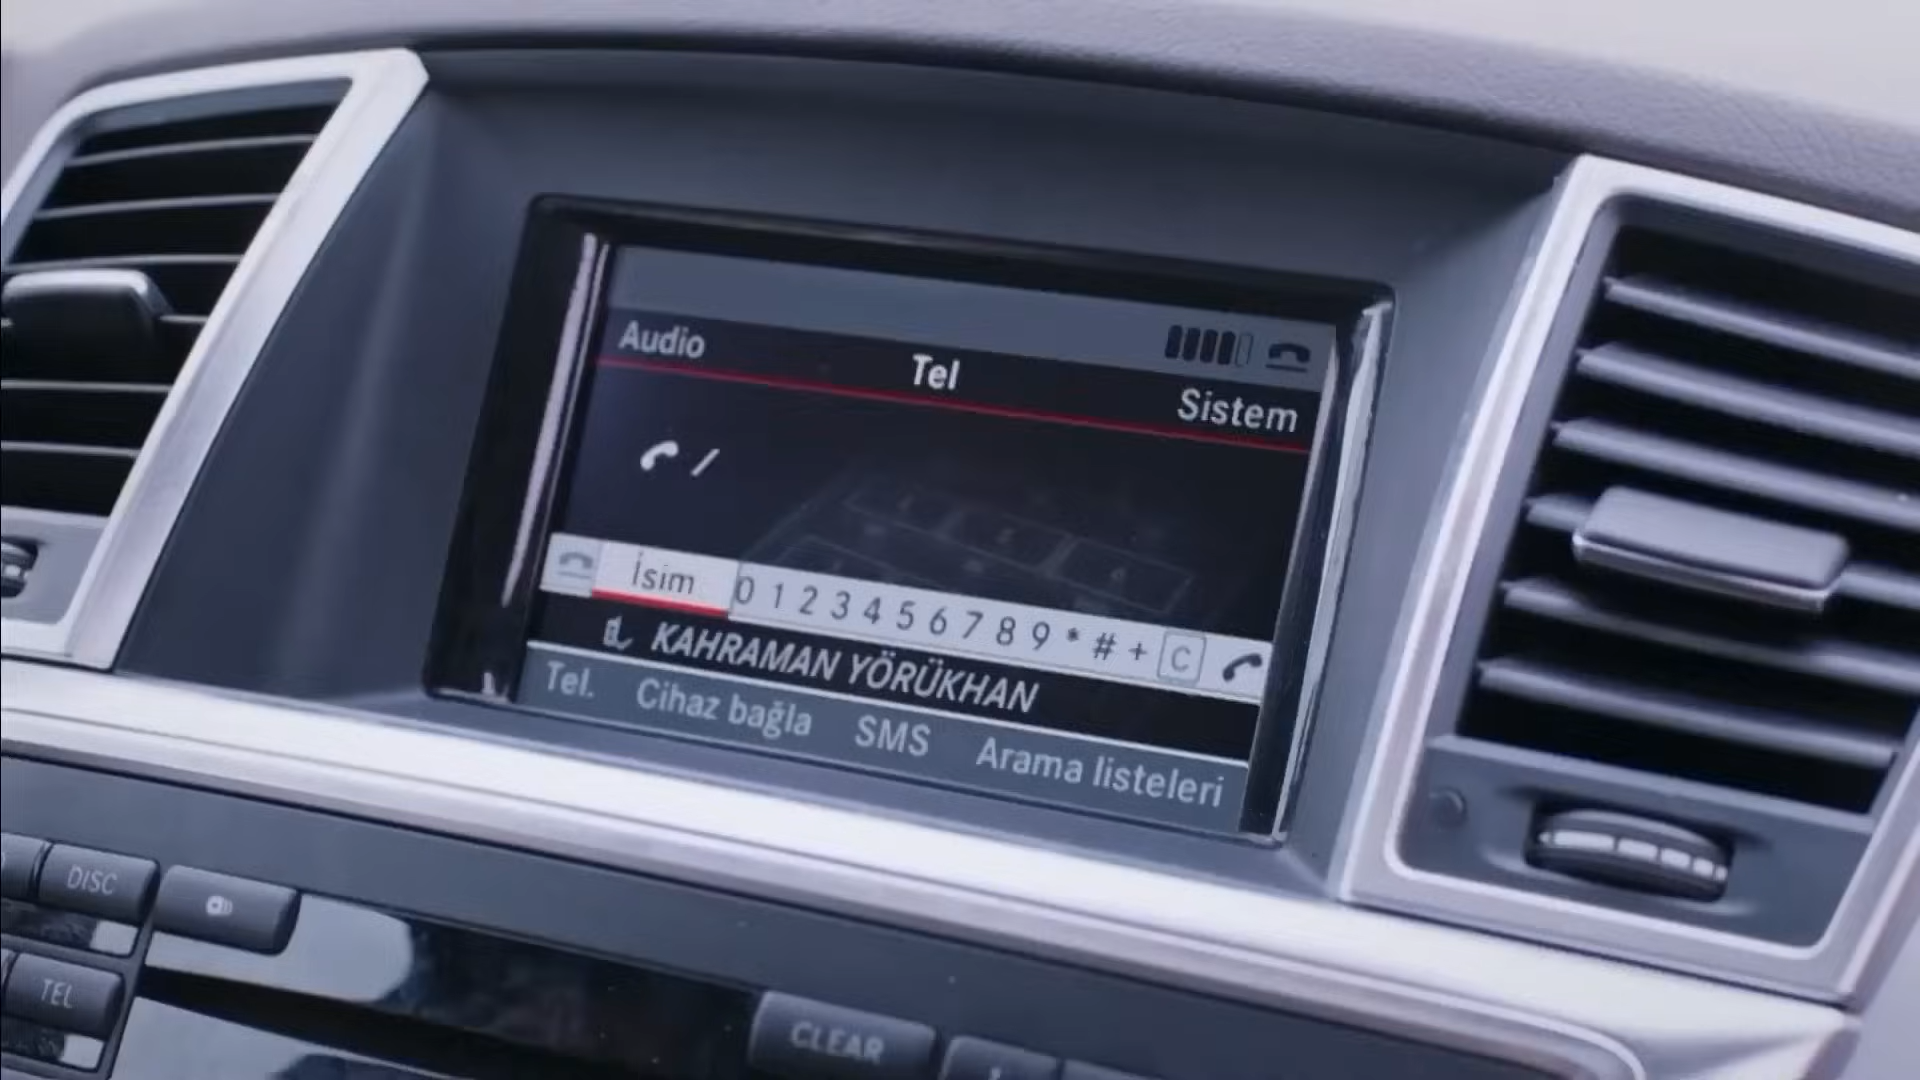 Audio Tel Sistem
İsim 0 1 2 3 4 5 6 7 8 9 * # + C
KAHRAMAN YÖRÜKHAN
Tel. Cihaz bağla SMS Arama listeleri
DISC
TEL
CLEAR